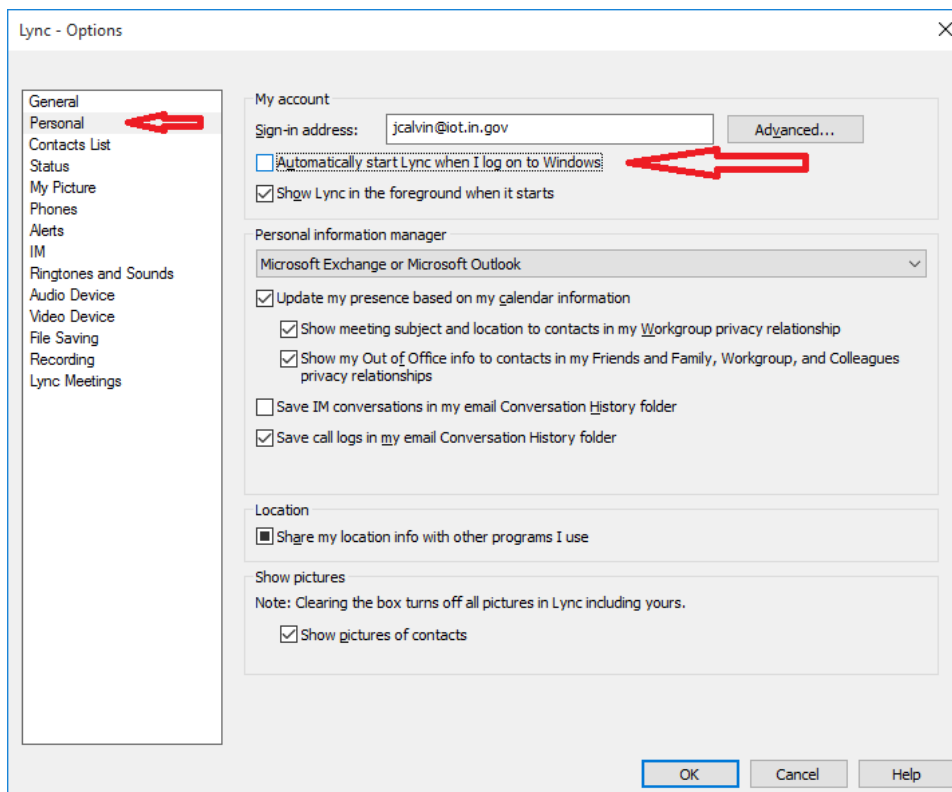 Lync - Options
General
Personal
Contacts List
Status
My Picture
Phones
Alerts
IM
Ringtones and Sounds
Audio Device
Video Device
File Saving
Recording
Lync Meetings
My account
Sign-in address:
jcalvin@iot.in.gov
Advanced...
Automatically start Lync when I log on to Windows
Show Lync in the foreground when it starts
Personal information manager
Microsoft Exchange or Microsoft Outlook
Update my presence based on my calendar information
Show meeting subject and location to contacts in my Workgroup privacy relationship
Show my Out of Office info to contacts in my Friends and Family, Workgroup, and Colleagues
privacy relationships
Save IM conversations in my email Conversation History folder
Save call logs in my email Conversation History folder
Location
Share my location info with other programs I use
Show pictures
Note: Clearing the box turns off all pictures in Lync including yours.
Show pictures of contacts
OK
Cancel
Help